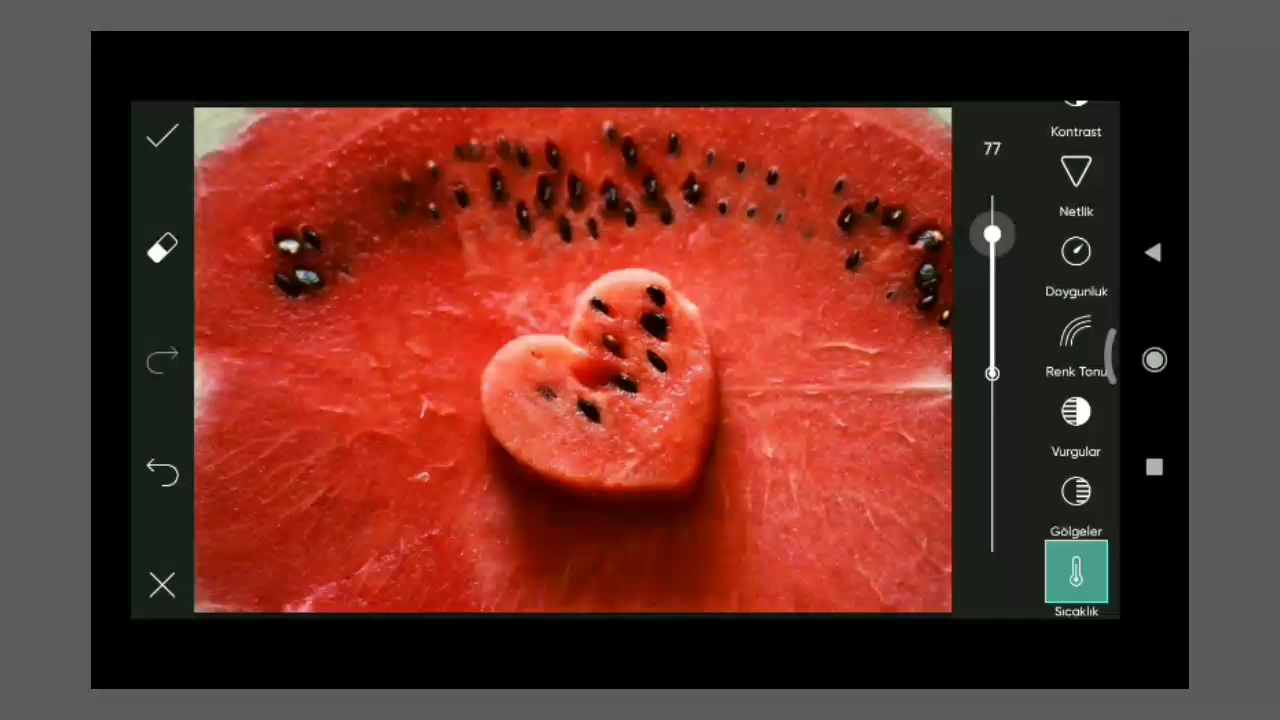 77
Kontrast
Netlik
Doygunluk
Renk Tonu
Vurgular
Gölgeler
Sıcaklık